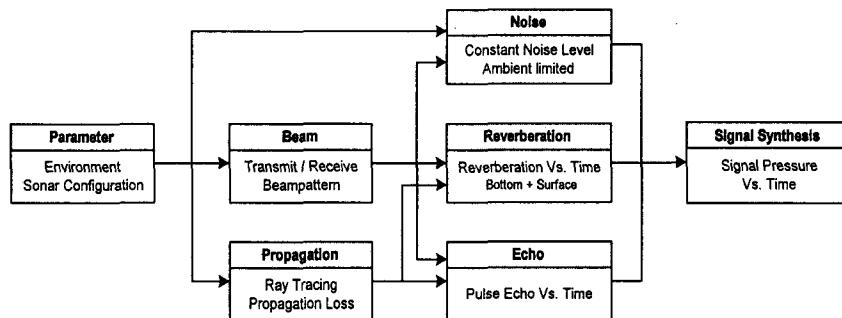 Noise
Constant Noise Level
Ambient limited
Parameter
Environment
Sonar Configuration
Beam
Transmit / Receive
Beampattern
Reverberation
Reverberation Vs. Time
Bottom + Surface
Signal Synthesis
Signal Pressure
Vs. Time
Propagation
Ray Tracing
Propagation Loss
Echo
Pulse Echo Vs. Time